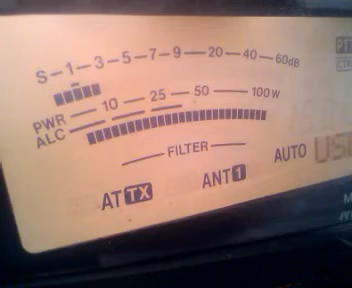 S-1-3-5-7-9-20-40-60dB
PWR 10 25 50 100W
ALC
FILTER
AT TX ANT 1 AUTO